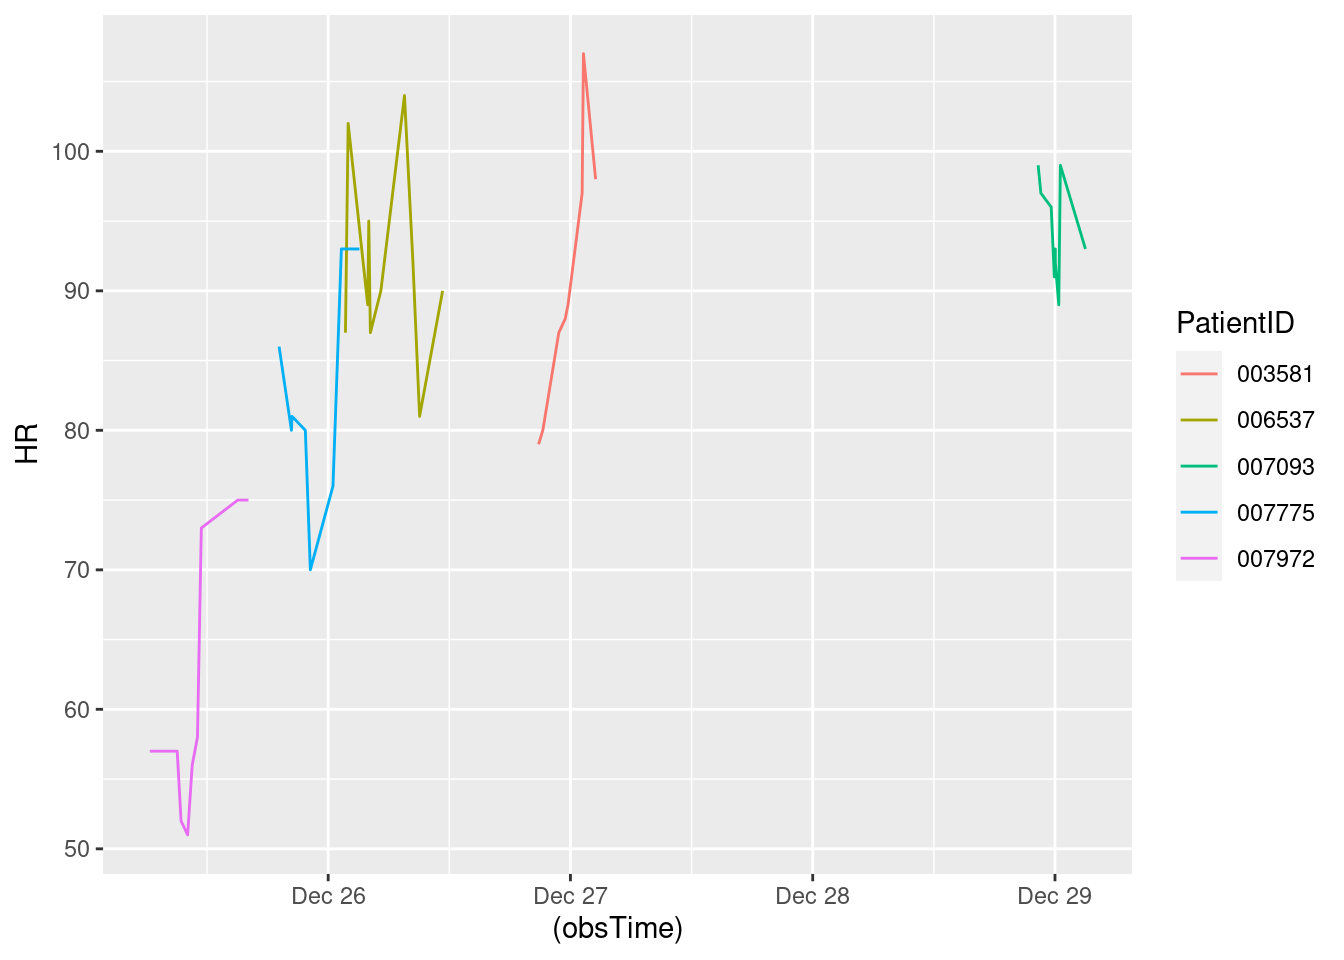 HR
100
90
80
70
60
50
Dec 26
Dec 27
Dec 28
Dec 29
(obsTime)
PatientID
003581
006537
007093
007775
007972